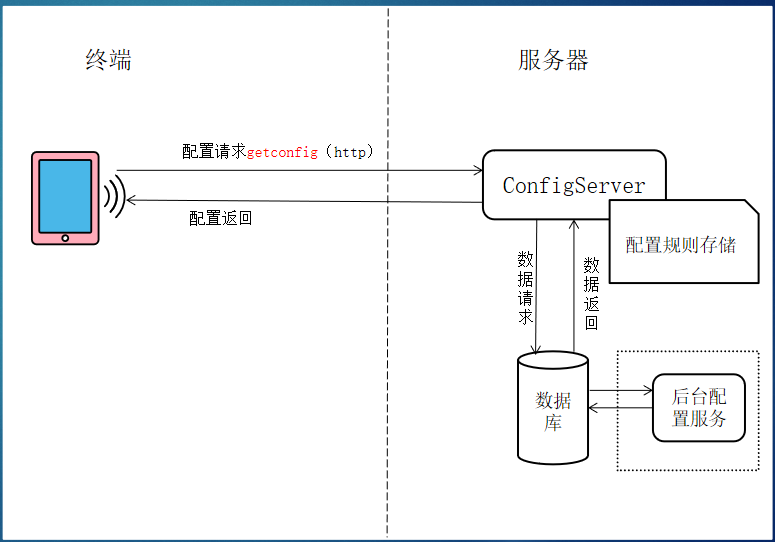 终端
服务器
配置请求getconfig（http）
配置返回
ConfigServer
配置规则存储
数据请求
数据返回
数据
库
后台配
置服务